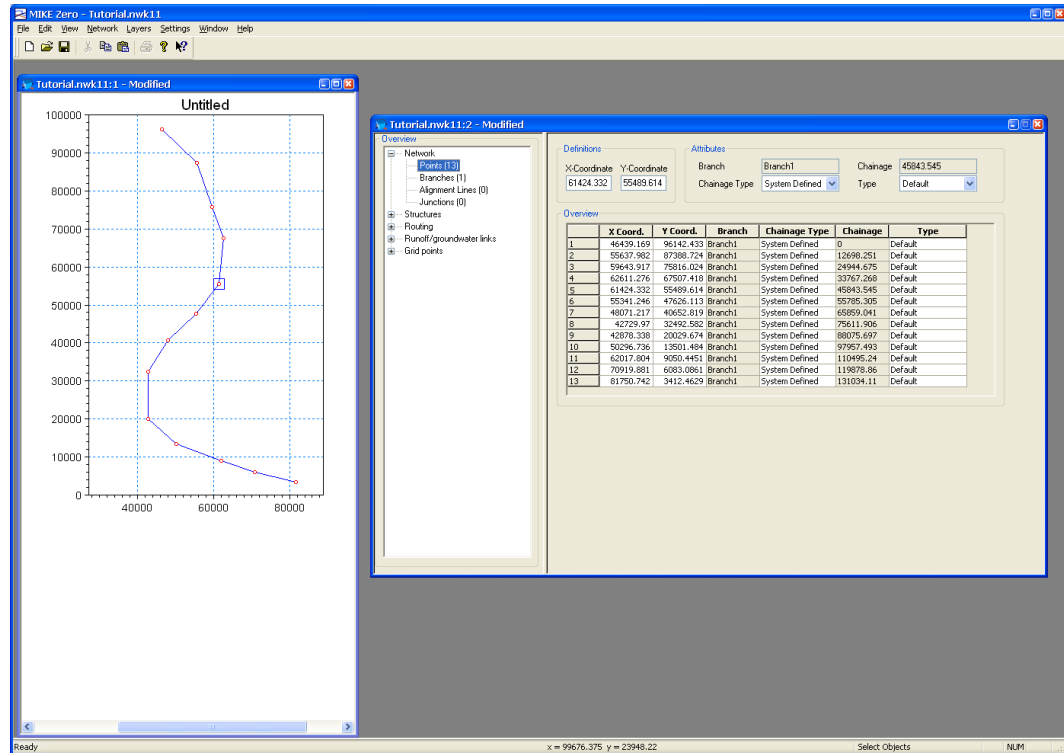 MIKE Zero - Tutorial.nwk11
File Edit View Network Layers Settings Window Help
Tutorial.nwk11:1 - Modified
Untitled
100000
90000
80000
70000
60000
50000
40000
30000
20000
10000
0
40000 60000 80000
Tutorial.nwk11:2 - Modified
Overview
Network
Points (13)
Branches (1)
Alignment Lines (0)
Junctions (0)
Structures
Routing
Runoff/groundwater links
Grid points
Definitions
X-Coordinate Y-Coordinate
61424.332 55489.614
Attributes
Branch Branch1 Chainage 45843.545
Chainage Type System Defined Type Default
Overview
X Coord. Y Coord. Branch Chainage Type Chainage Type
1 46439.169 96142.433 Branch1 System Defined 0 Default
2 55637.982 87388.724 Branch1 System Defined 12698.251 Default
3 59643.917 75816.024 Branch1 System Defined 24944.675 Default
4 62611.276 67507.418 Branch1 System Defined 33767.268 Default
5 61424.332 55489.614 Branch1 System Defined 45843.545 Default
6 55341.246 47626.113 Branch1 System Defined 55785.305 Default
7 48071.217 40652.819 Branch1 System Defined 65859.041 Default
8 42729.97 32492.582 Branch1 System Defined 75611.906 Default
9 42878.338 20029.674 Branch1 System Defined 88075.697 Default
10 50296.736 13501.484 Branch1 System Defined 97957.493 Default
11 62017.804 9050.4451 Branch1 System Defined 110495.24 Default
12 70919.881 6083.0861 Branch1 System Defined 119878.86 Default
13 81750.742 3412.4629 Branch1 System Defined 131034.11 Default
Ready x = 99676.375 y = 23948.22 Select Objects NUM